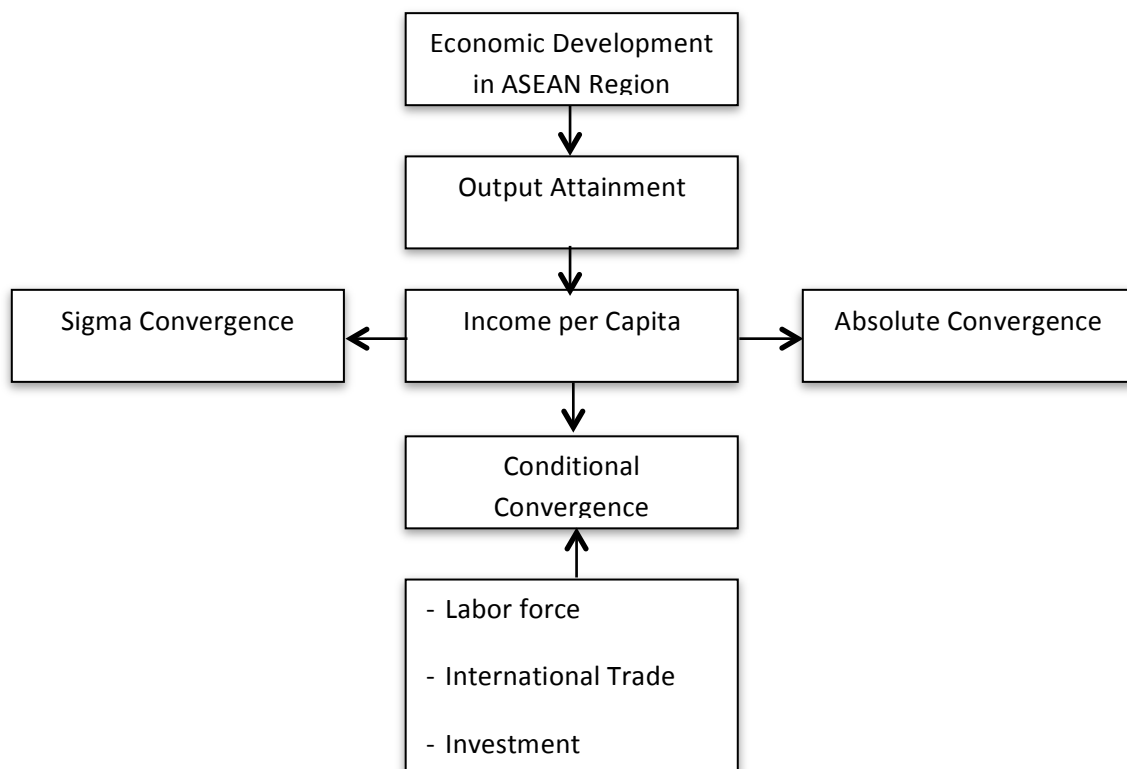 Economic Development
in ASEAN Region
Output Attainment
Sigma Convergence
Income per Capita
Absolute Convergence
Conditional
Convergence
- Labor force
- International Trade
- Investment